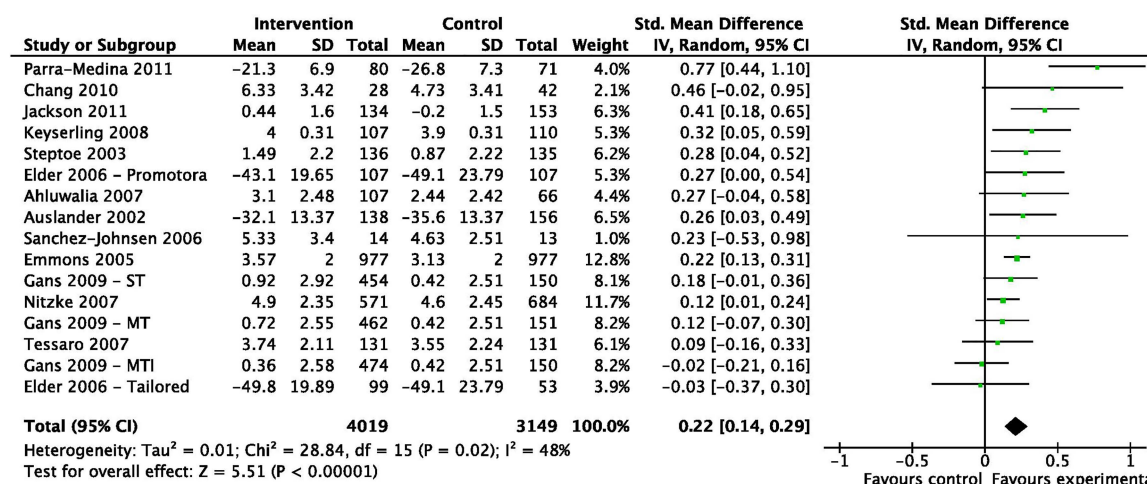 Intervention Control Std. Mean Difference Std. Mean Difference
Study or Subgroup Mean SD Total Mean SD Total Weight IV, Random, 95% CI IV, Random, 95% CI
Parra-Medina 2011 -21.3 6.9 80 -26.8 7.3 71 4.0% 0.77 [0.44, 1.10]
Chang 2010 6.33 3.42 28 4.73 3.41 42 2.1% 0.46 [-0.02, 0.95]
Jackson 2011 0.44 1.6 134 -0.2 1.5 153 6.0% 0.41 [0.18, 0.65]
Keyserling 2008 4 0.31 107 3.9 0.31 110 5.3% 0.32 [0.05, 0.59]
Steptoe 2003 1.49 2.2 136 0.87 2.22 135 6.2% 0.28 [0.04, 0.52]
Elder 2006 - Promotora -43.1 19.65 107 -49.1 23.79 107 5.3% 0.27 [0.00, 0.54]
Ahluwalia 2007 3.1 2.48 107 2.44 2.42 66 4.4% 0.27 [-0.04, 0.58]
Auslander 2002 -32.1 13.37 138 -35.6 13.37 156 6.5% 0.26 [0.03, 0.49]
Sanchez-Johnsen 2006 5.33 3.4 14 4.63 2.51 13 1.0% 0.23 [-0.53, 0.98]
Emmons 2005 3.57 2 977 3.13 2 977 12.8% 0.22 [0.13, 0.31]
Gans 2009 - ST 0.92 2.92 454 0.42 2.51 150 8.1% 0.18 [-0.01, 0.36]
Nitzke 2007 4.9 2.35 571 4.6 2.45 684 11.7% 0.12 [0.01, 0.24]
Gans 2009 - MT 0.72 2.55 462 0.42 2.51 151 8.2% 0.12 [-0.07, 0.30]
Tessaro 2007 3.74 2.11 131 3.55 2.24 131 6.1% 0.09 [-0.16, 0.33]
Gans 2009 - MTI 0.36 2.58 474 0.42 2.51 150 8.2% -0.02 [-0.21, 0.16]
Elder 2006 - Tailored -49.8 19.89 99 -49.1 23.79 53 3.9% -0.03 [-0.37, 0.30]
Total (95% CI) 4019 3149 100.0% 0.22 [0.14, 0.29]
Heterogeneity: Tau² = 0.01; Chi² = 28.84, df = 15 (P = 0.02); I² = 48%
Test for overall effect: Z = 5.51 (P < 0.00001)
-1 -0.5 0 0.5 1
Favours control Favours experimenta